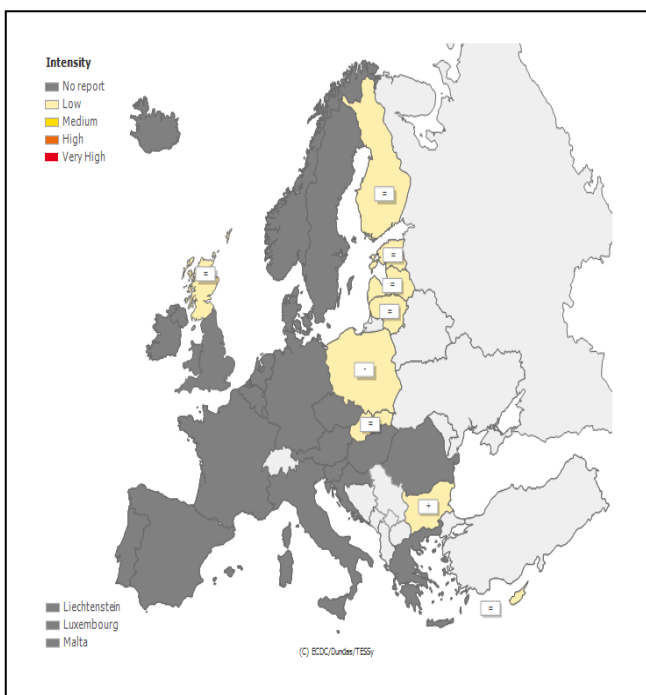 Intensity
No report
Low
Medium
High
Very High
=
=
=
=
=
-
=
+
=
Liechtenstein
Luxembourg
Malta
(C) ECDC/Dundas/TESSy